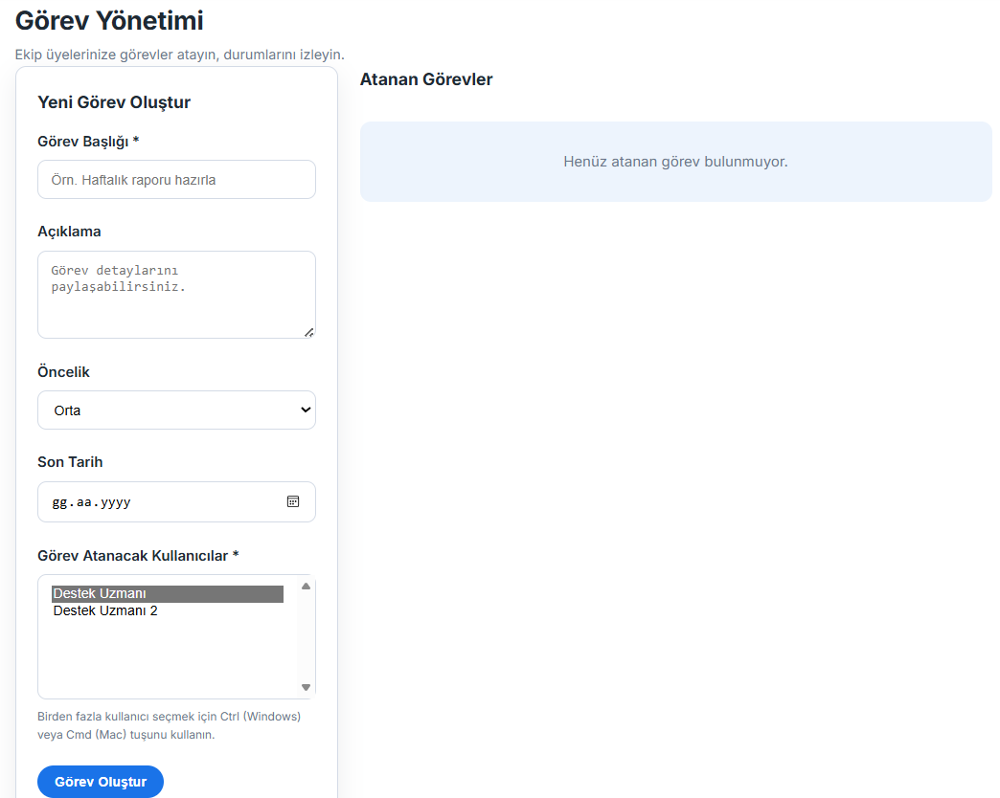 Görev Yönetimi
Ekip üyelerinize görevler atayın, durumlarını izleyin.
Yeni Görev Oluştur
Görev Başlığı *
Örn. Haftalık raporu hazırla
Açıklama
Görev detaylarını
paylaşabilirsiniz.
Öncelik
Orta
Son Tarih
gg.aa.yyyy
Görev Atanacak Kullanıcılar *
Destek Uzmanı
Destek Uzmanı 2
Birden fazla kullanıcı seçmek için Ctrl (Windows)
veya Cmd (Mac) tuşunu kullanın.
Görev Oluştur
Atanan Görevler
Henüz atanan görev bulunmuyor.